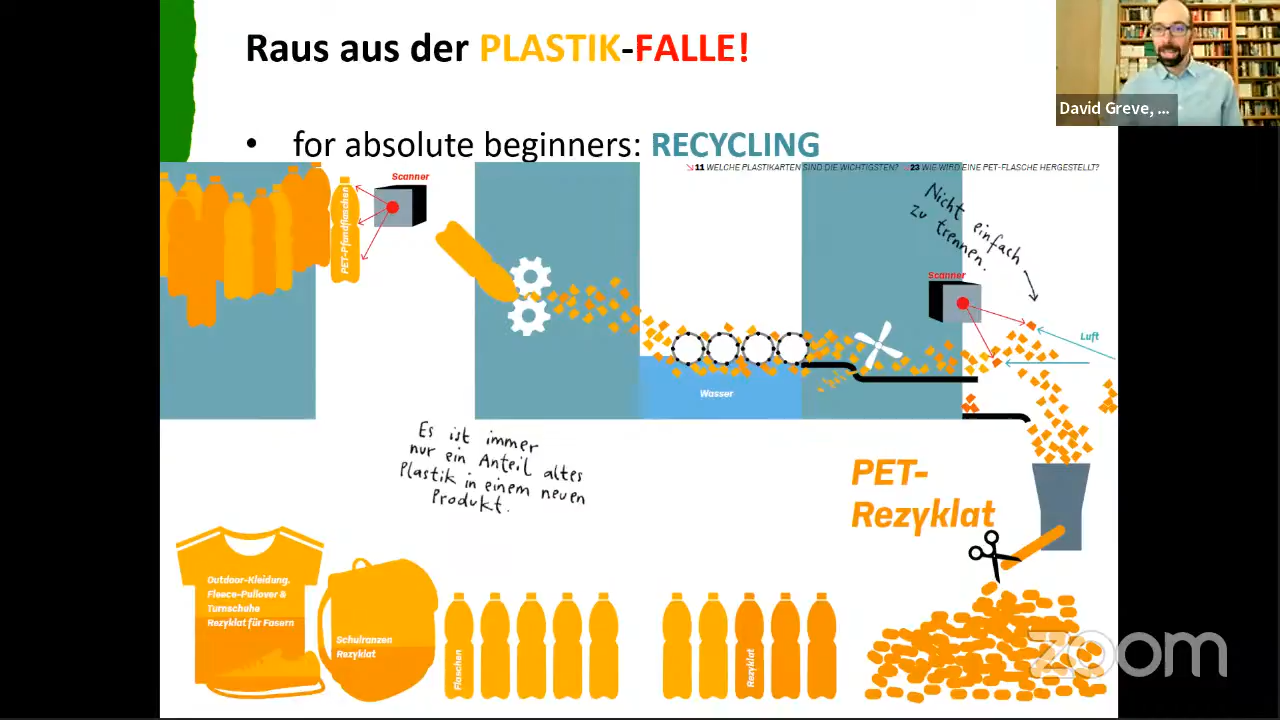 Raus aus der PLASTIK-FALLE!
David Greve, ...
• for absolute beginners: RECYCLING
↘11 WELCHE PLASTIKARTEN SIND DIE WICHTIGSTEN? ↘23 WIE WIRD EINE PET-FLASCHE HERGESTELLT?
Scanner
PET-Pfandflaschen
Nicht einfach
zu trennen.
Scanner
Luft
Wasser
Es ist immer
nur ein Anteil altes
Plastik in einem neuen
Produkt.
PET-
Rezyklat
Outdoor-Kleidung,
Fleece-Pullover &
Turnschuhe
Rezyklat für Fasern
Schulranzen
Rezyklat
Flaschen
Rezyklat
zoom